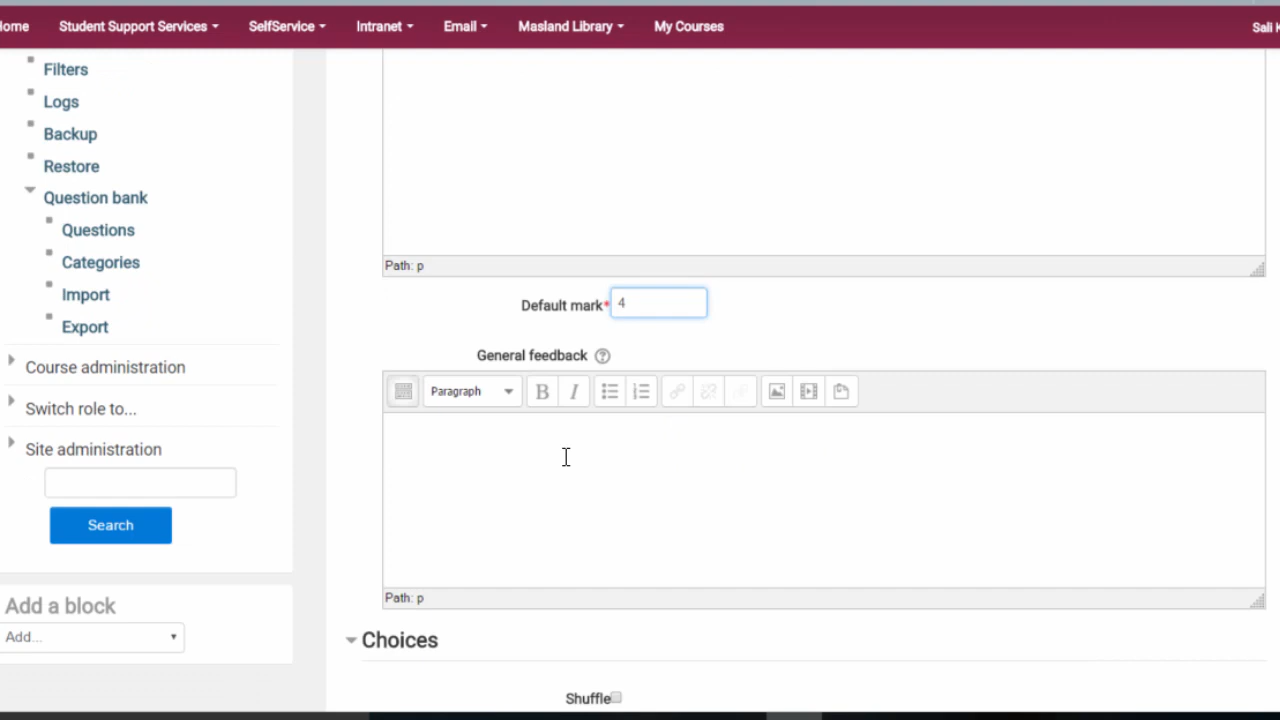 Home Student Support Services SelfService Intranet Email Masland Library My Courses Sali K
Filters
Logs
Backup
Restore
Question bank
Questions
Categories
Import
Export
Course administration
Switch role to...
Site administration
Search
Add a block
Add...
Path: p
Default mark* 4
General feedback ?
Paragraph B I
Path: p
Choices
Shuffle